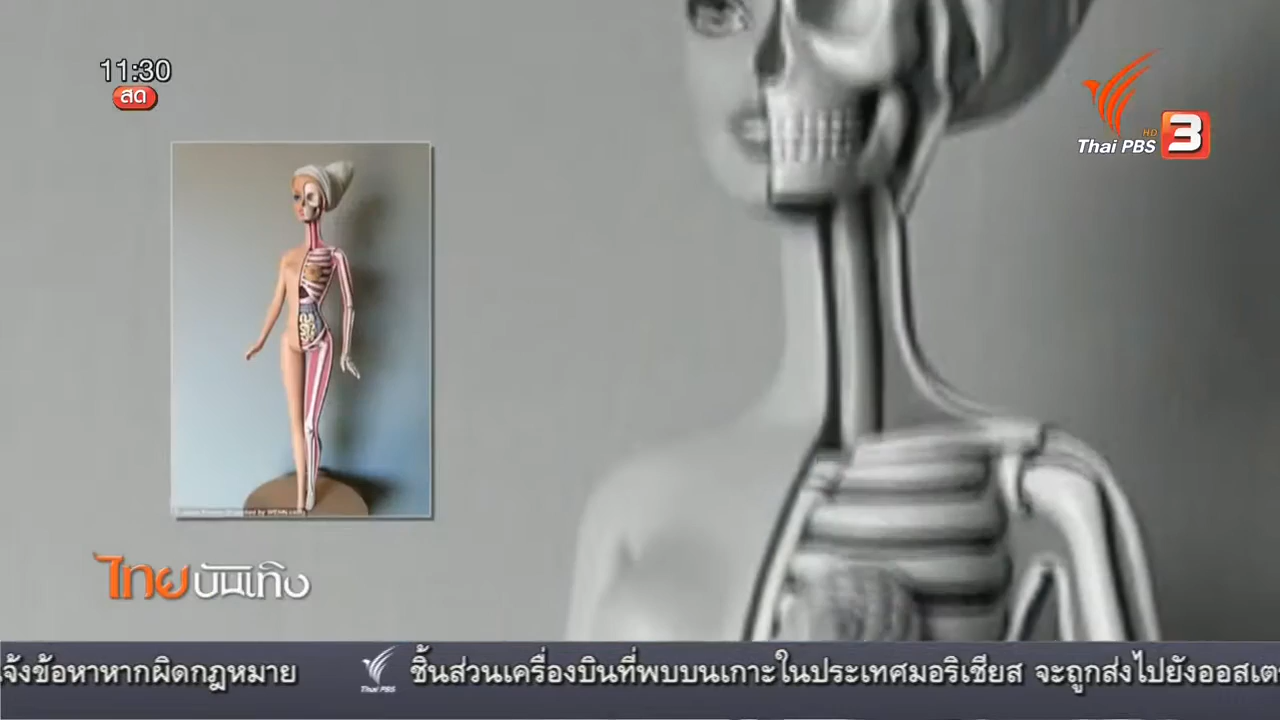 11:30
สด
HD
Thai PBS 3
ไทยบันเทิง
จ้งข้อหาหากผิดกฎหมาย Thai PBS ชิ้นส่วนเครื่องบินที่พบบนเกาะในประเทศมอริเชียส จะถูกส่งไปยังออสเต